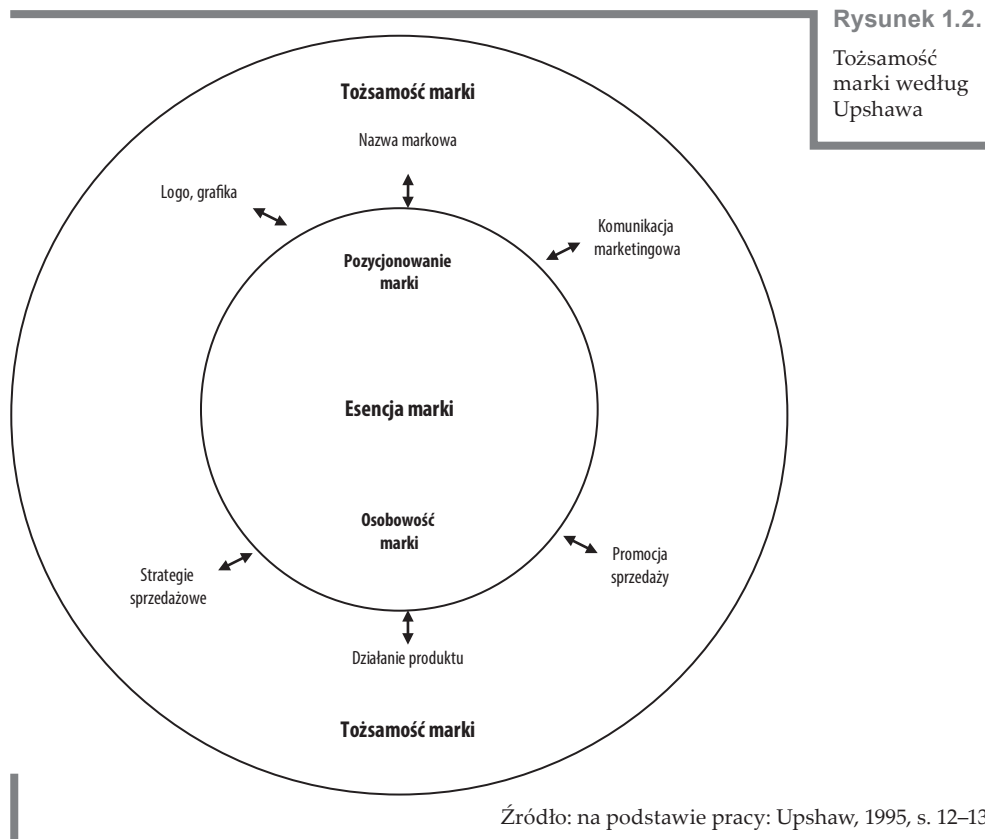 Rysunek 1.2.
Tożsamość
marki według
Upshawa
Tożsamość marki
Nazwa markowa
Logo, grafika
Komunikacja
marketingowa
Pozycjonowanie
marki
Esencja marki
Osobowość
marki
Strategie
sprzedażowe
Promocja
sprzedaży
Działanie produktu
Tożsamość marki
Źródło: na podstawie pracy: Upshaw, 1995, s. 12–13